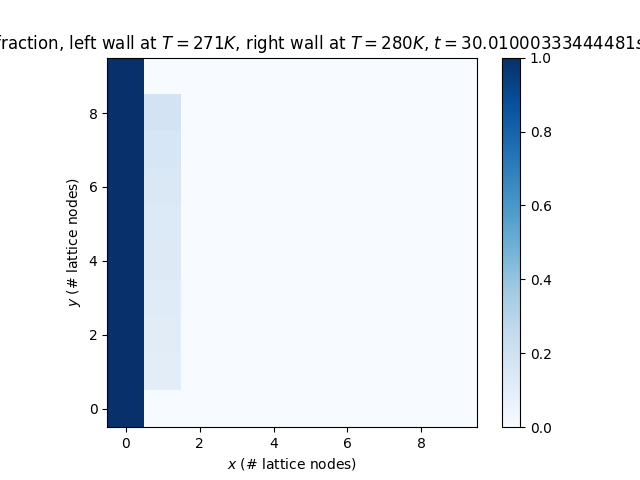 fraction, left wall at T = 271K, right wall at T = 280K, t = 30.01000333444481s
1.0
8
0.8
6
0.6
y (# lattice nodes)
4
0.4
2
0.2
0
0.0
0 2 4 6 8
x (# lattice nodes)